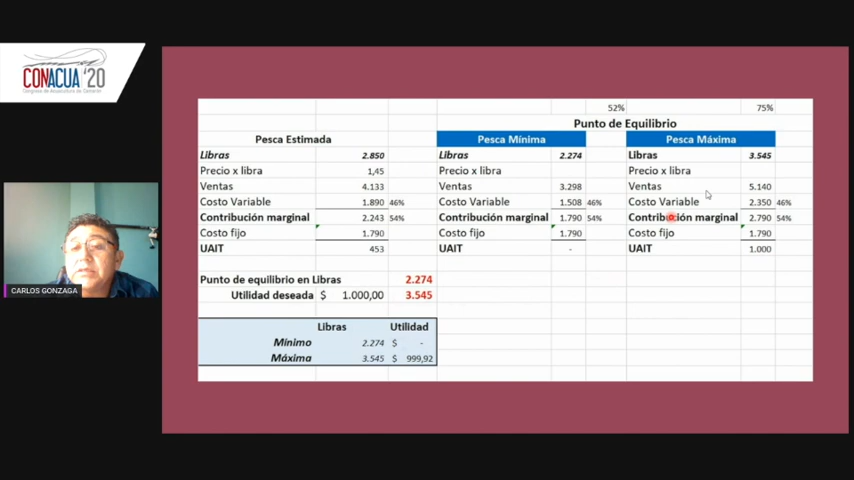 CONACUA '20
Congreso de Acuicultura de Camarón
CARLOS GONZAGA
52% 75%
Punto de Equilibrio
Pesca Estimada Pesca Mínima Pesca Máxima
Libras 2.850 Libras 2.274 Libras 3.545
Precio x libra 1,45 Precio x libra Precio x libra
Ventas 4.133 Ventas 3.298 Ventas 5.140
Costo Variable 1.890 46% Costo Variable 1.508 46% Costo Variable 2.350 46%
Contribución marginal 2.243 54% Contribución marginal 1.790 54% Contribución marginal 2.790 54%
Costo fijo 1.790 Costo fijo 1.790 Costo fijo 1.790
UAIT 453 UAIT - UAIT 1.000
Punto de equilibrio en Libras 2.274
Utilidad deseada $ 1.000,00 3.545
Libras Utilidad
Mínimo 2.274 $ -
Máxima 3.545 $ 999,92